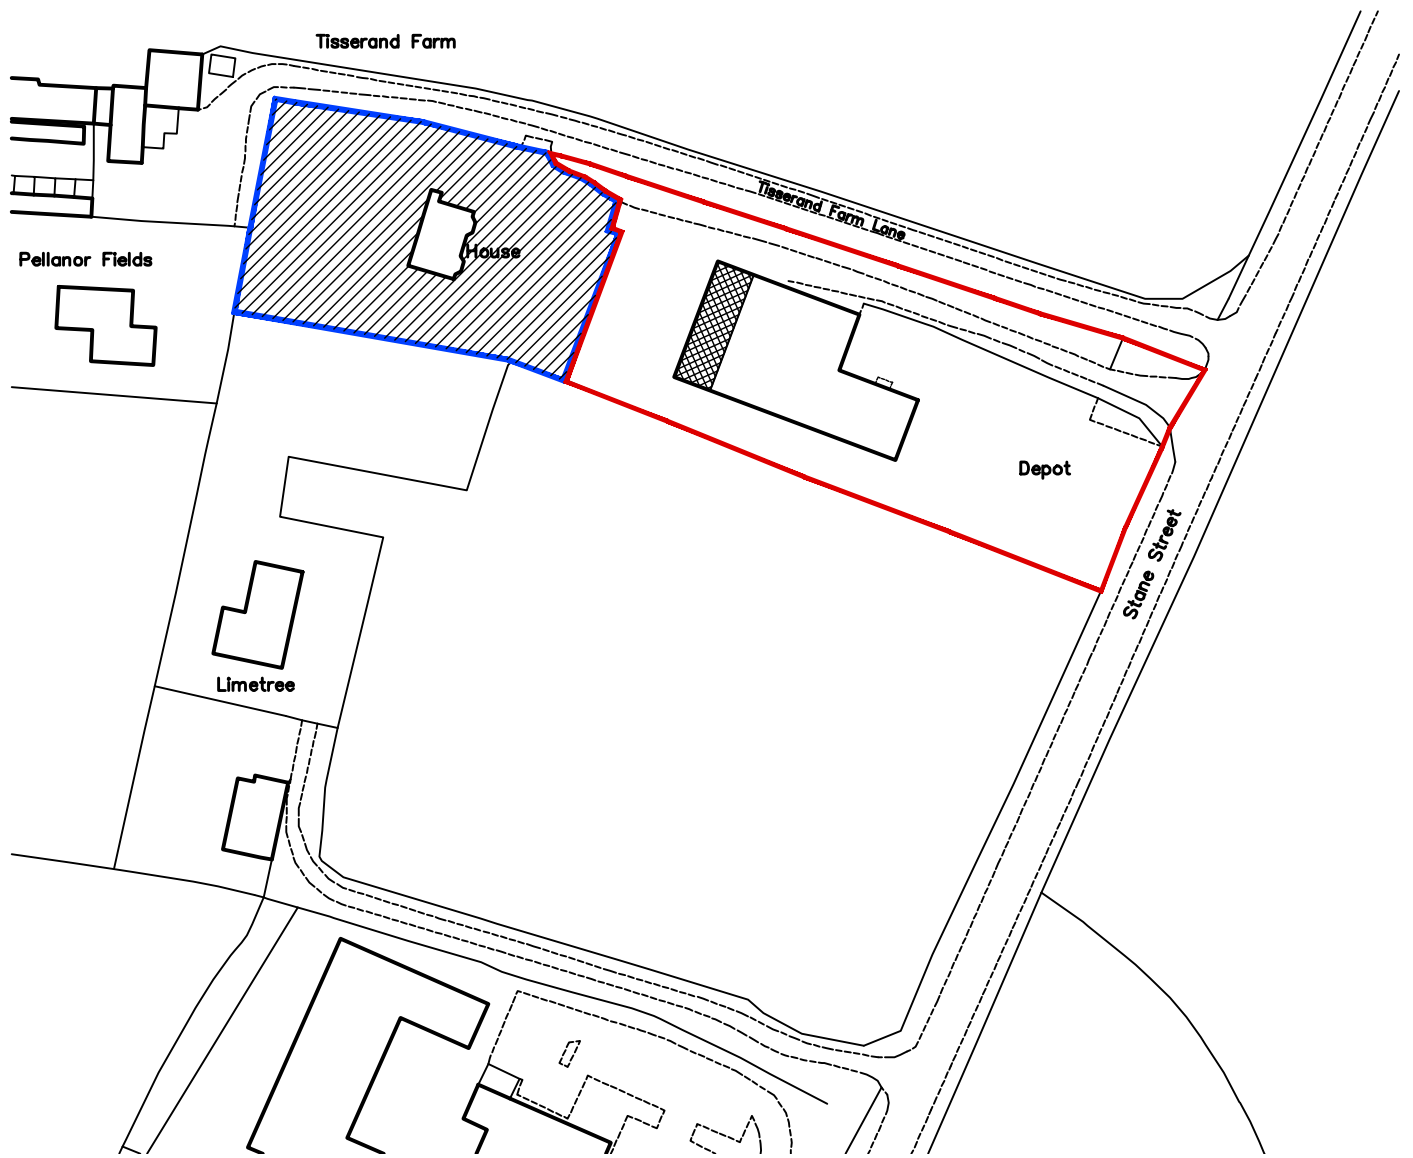 Tisserand Farm
Tisserand Farm Lane
House
Pellanor Fields
Depot
Stane Street
Limetree